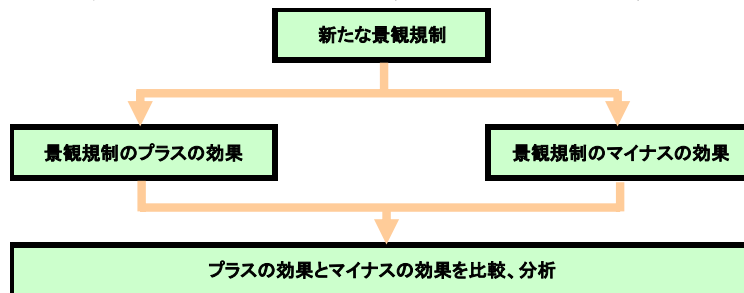 新たな景観規制
景観規制のプラスの効果
景観規制のマイナスの効果
プラスの効果とマイナスの効果を比較、分析